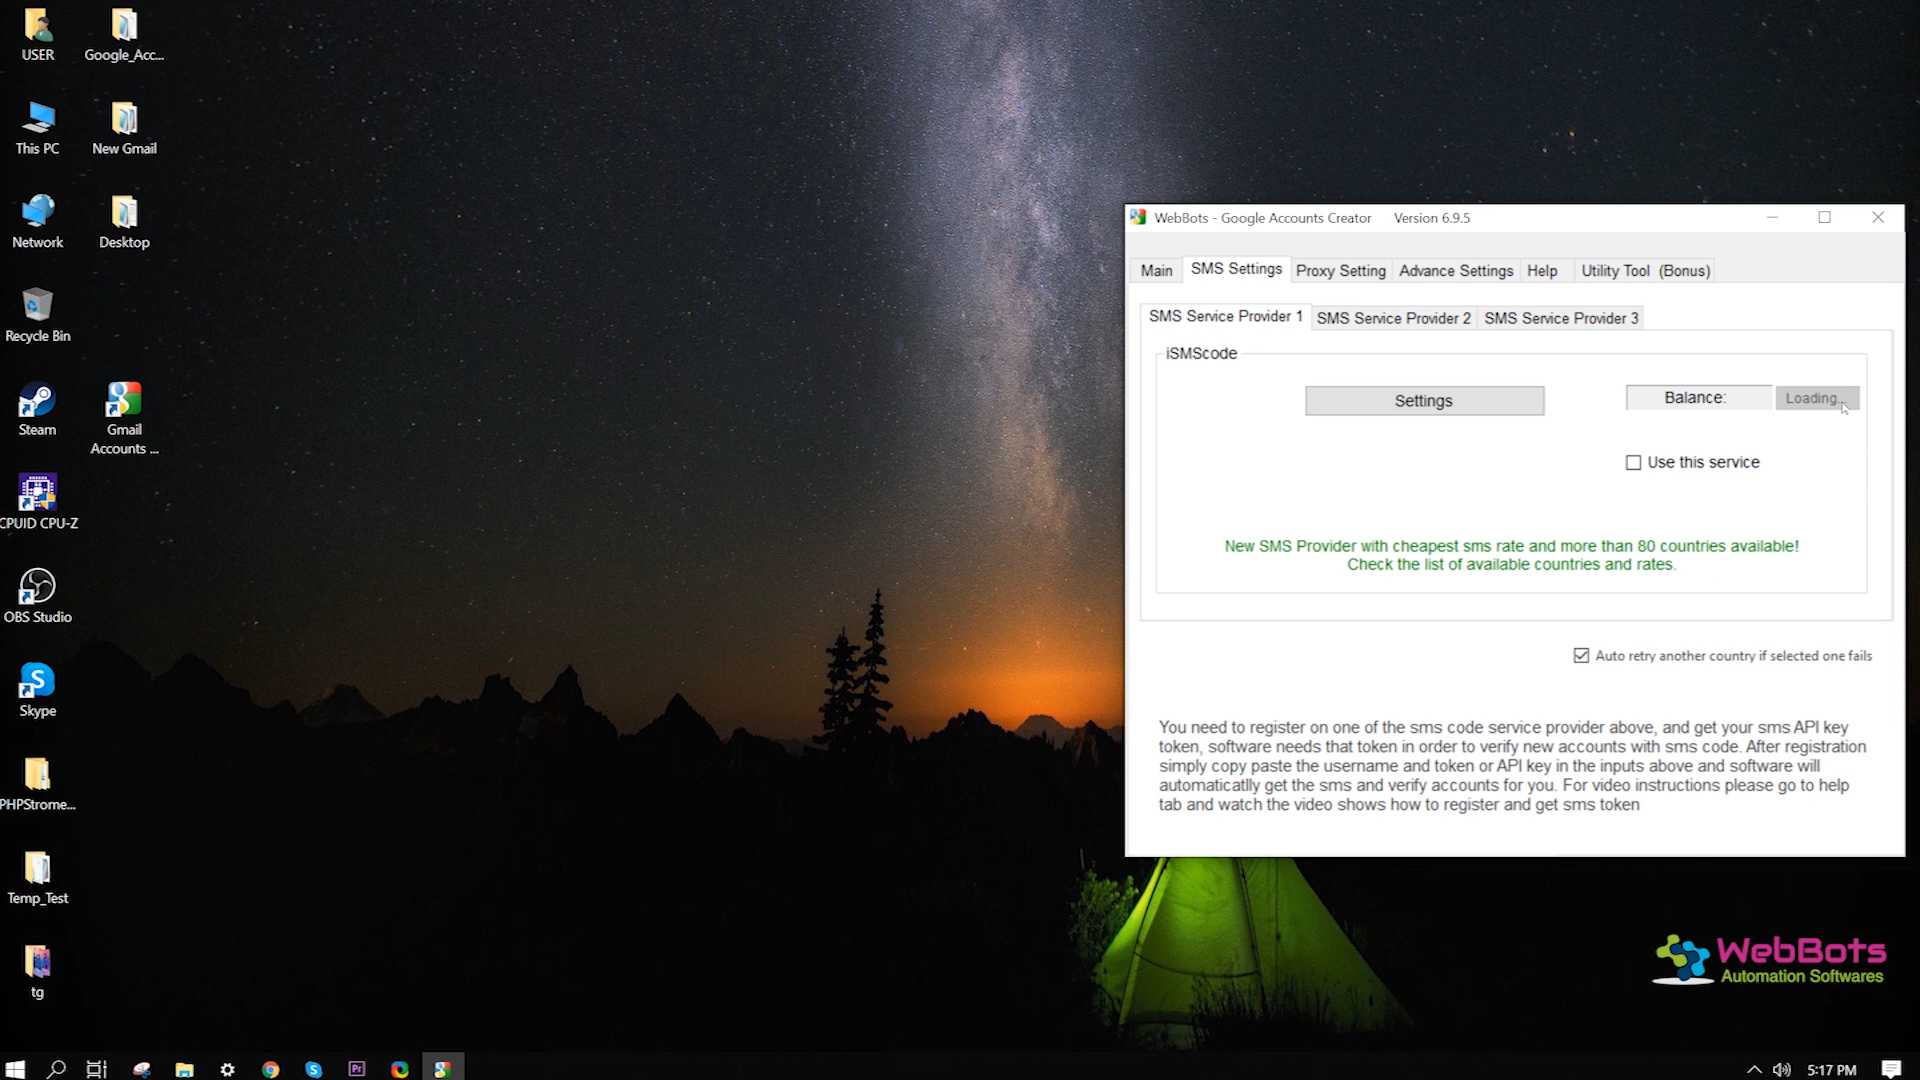 USER
Google_Acc...
This PC
New Gmail
Network
Desktop
Recycle Bin
Steam
Gmail
Accounts ...
CPUID CPU-Z
OBS Studio
Skype
PHPStrome...
Temp_Test
tg
WebBots - Google Accounts Creator Version 6.9.5
Main SMS Settings Proxy Setting Advance Settings Help Utility Tool (Bonus)
SMS Service Provider 1 SMS Service Provider 2 SMS Service Provider 3
iSMScode
Settings
Balance:
Loading...
Use this service
New SMS Provider with cheapest sms rate and more than 80 countries available!
Check the list of available countries and rates.
Auto retry another country if selected one fails
You need to register on one of the sms code service provider above, and get your sms API key
token, software needs that token in order to verify new accounts with sms code. After registration
simply copy paste the username and token or API key in the inputs above and software will
automaticatlly get the sms and verify accounts for you. For video instructions please go to help
tab and watch the video shows how to register and get sms token
WebBots
Automation Softwares
Pr
5:17 PM